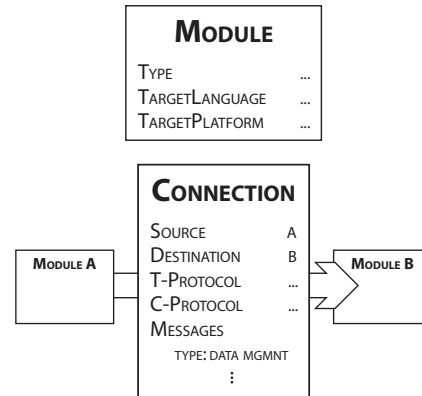 MODULE
TYPE ...
TARGETLANGUAGE ...
TARGETPLATFORM ...
CONNECTION
SOURCE A
DESTINATION B
T-PROTOCOL ...
C-PROTOCOL ...
MESSAGES
TYPE: DATA MGMNT
⋮
MODULE A
MODULE B